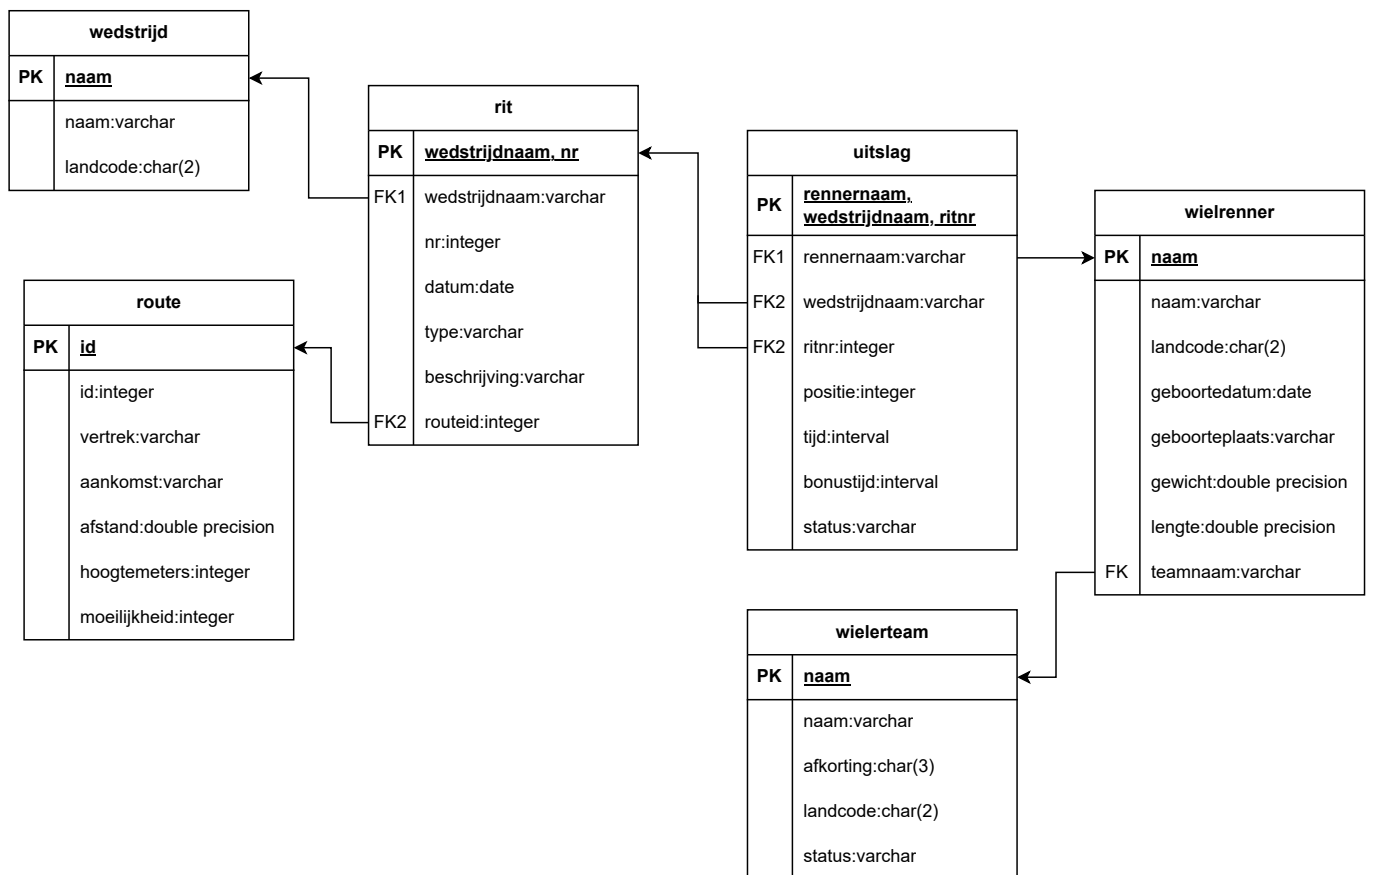 wedstrijd
PK naam
naam:varchar
landcode:char(2)
rit
PK wedstrijdnaam, nr
FK1 wedstrijdnaam:varchar
nr:integer
datum:date
type:varchar
beschrijving:varchar
FK2 routeid:integer
route
PK id
id:integer
vertrek:varchar
aankomst:varchar
afstand:double precision
hoogtemeters:integer
moeilijkheid:integer
uitslag
PK rennernaam,
wedstrijdnaam, ritnr
FK1 rennernaam:varchar
FK2 wedstrijdnaam:varchar
FK2 ritnr:integer
positie:integer
tijd:interval
bonustijd:interval
status:varchar
wielrenner
PK naam
naam:varchar
landcode:char(2)
geboortedatum:date
geboorteplaats:varchar
gewicht:double precision
lengte:double precision
FK teamnaam:varchar
wielerteam
PK naam
naam:varchar
afkorting:char(3)
landcode:char(2)
status:varchar